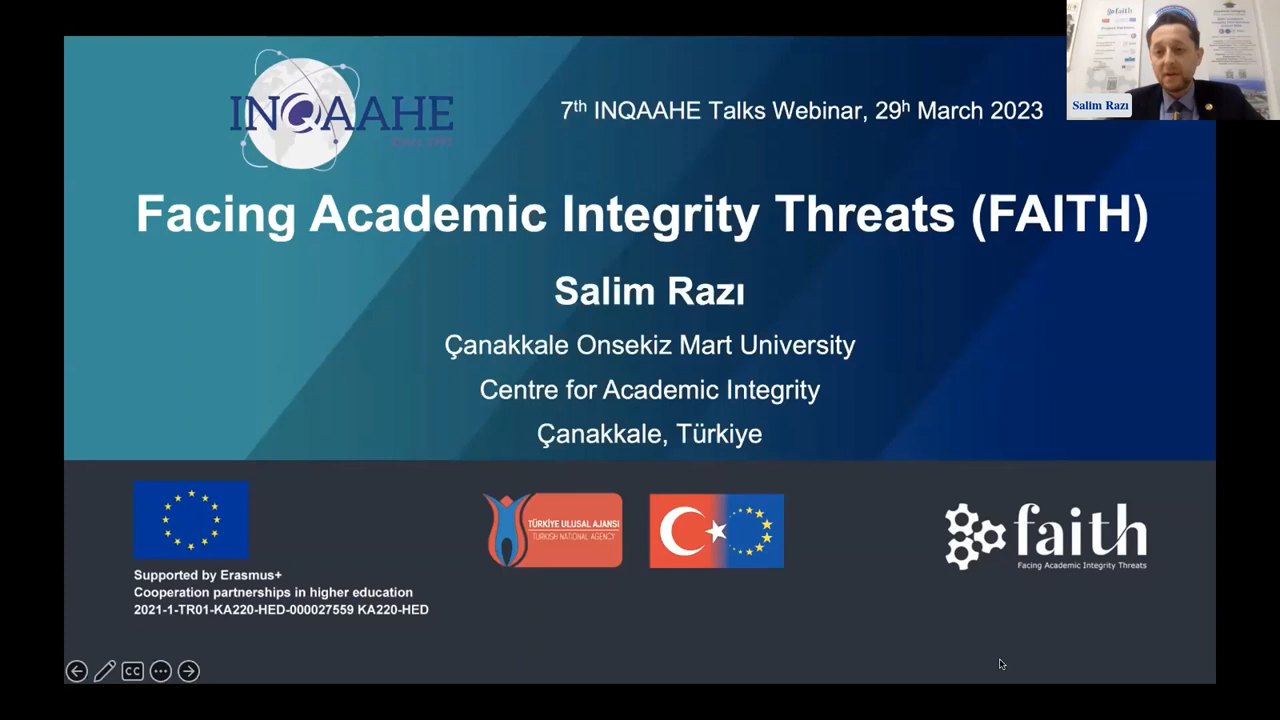 INQAAHE
7th INQAAHE Talks Webinar, 29h March 2023
Salim Razı
Facing Academic Integrity Threats (FAITH)
Salim Razı
Çanakkale Onsekiz Mart University
Centre for Academic Integrity
Çanakkale, Türkiye
TÜRKİYE ULUSAL AJANSI
TURKISH NATIONAL AGENCY
faith
Facing Academic Integrity Threats
Supported by Erasmus+
Cooperation partnerships in higher education
2021-1-TR01-KA220-HED-000027559 KA220-HED
CC
faith